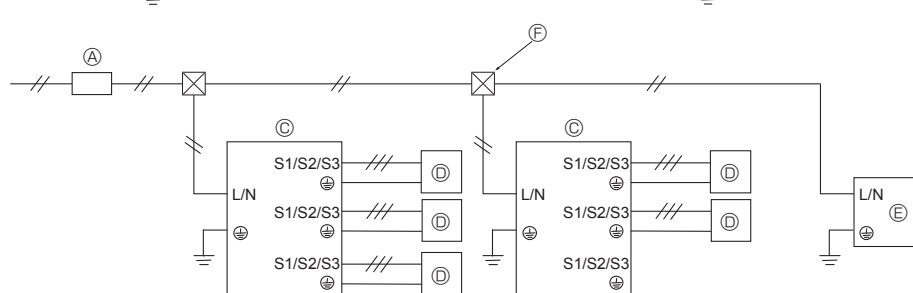 Ⓕ
Ⓐ
Ⓒ Ⓒ
S1/S2/S3 Ⓓ S1/S2/S3 Ⓓ
L/N L/N L/N
S1/S2/S3 Ⓓ S1/S2/S3 Ⓓ Ⓔ
S1/S2/S3 Ⓓ S1/S2/S3